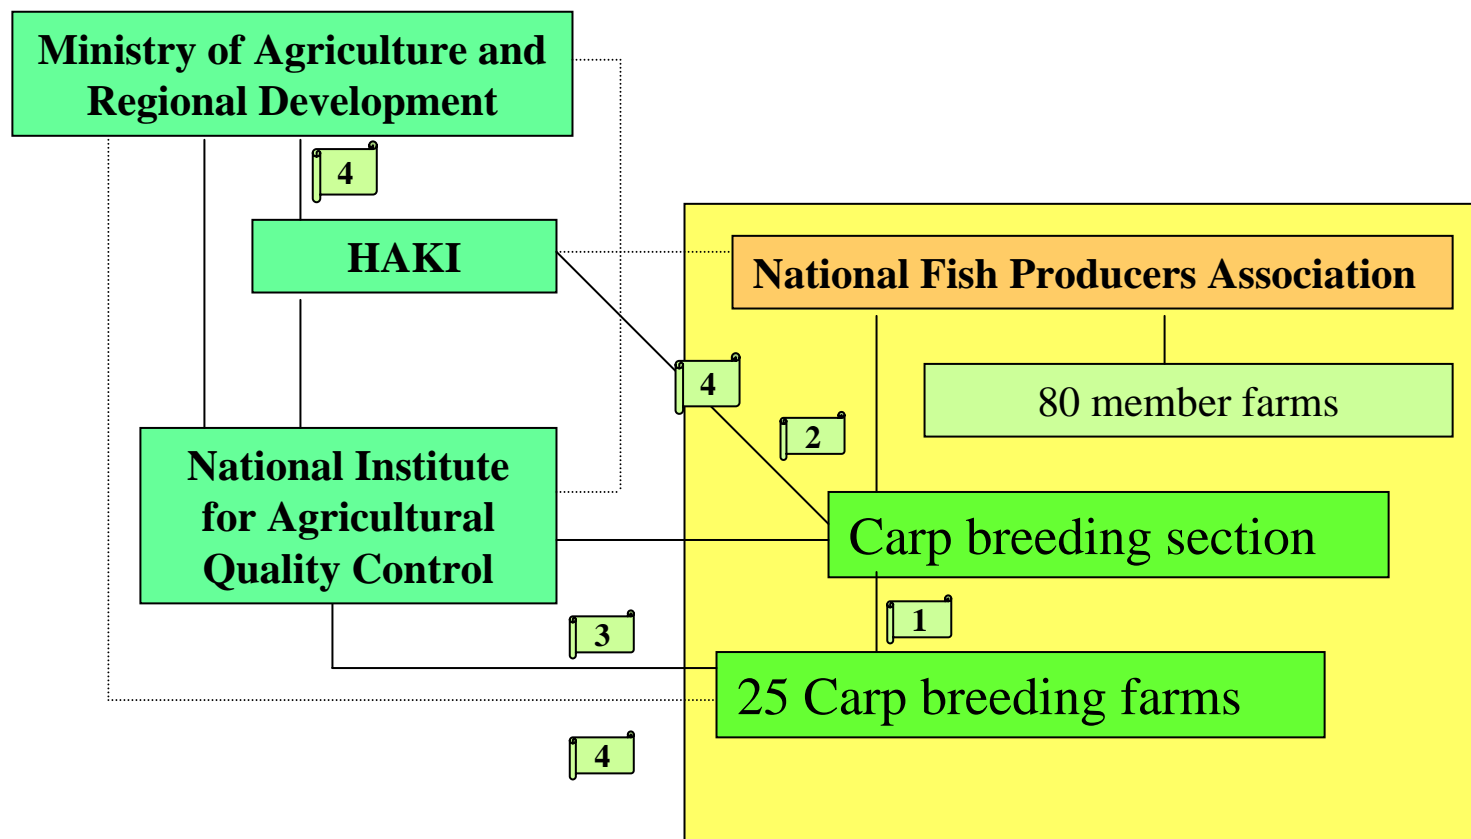 Ministry of Agriculture and
Regional Development
4
HAKI
National Fish Producers Association
4
80 member farms
2
National Institute
for Agricultural
Quality Control
Carp breeding section
3
1
25 Carp breeding farms
4